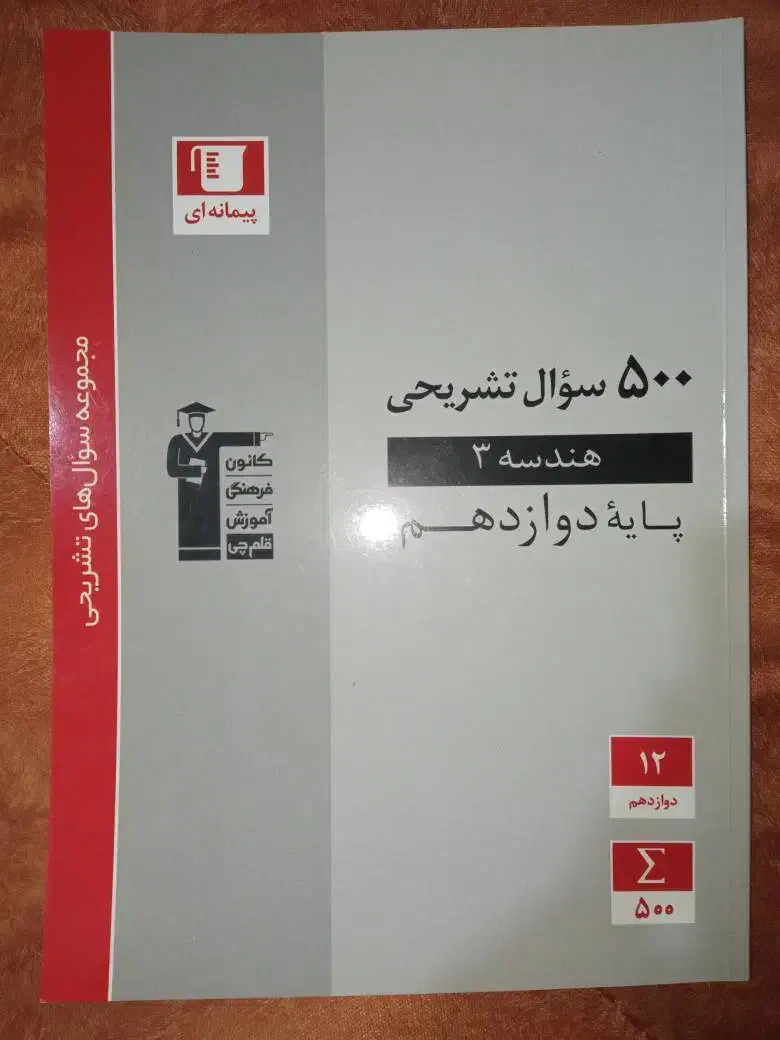 پیمانه‌ای
۵۰۰ سؤال تشریحی
هندسه ۳
پایۀ دوازدهم
کانون
فرهنگی
آموزش
قلم‌چی
مجموعه سؤال‌های تشریحی
۱۲
دوازدهم
Σ
۵۰۰